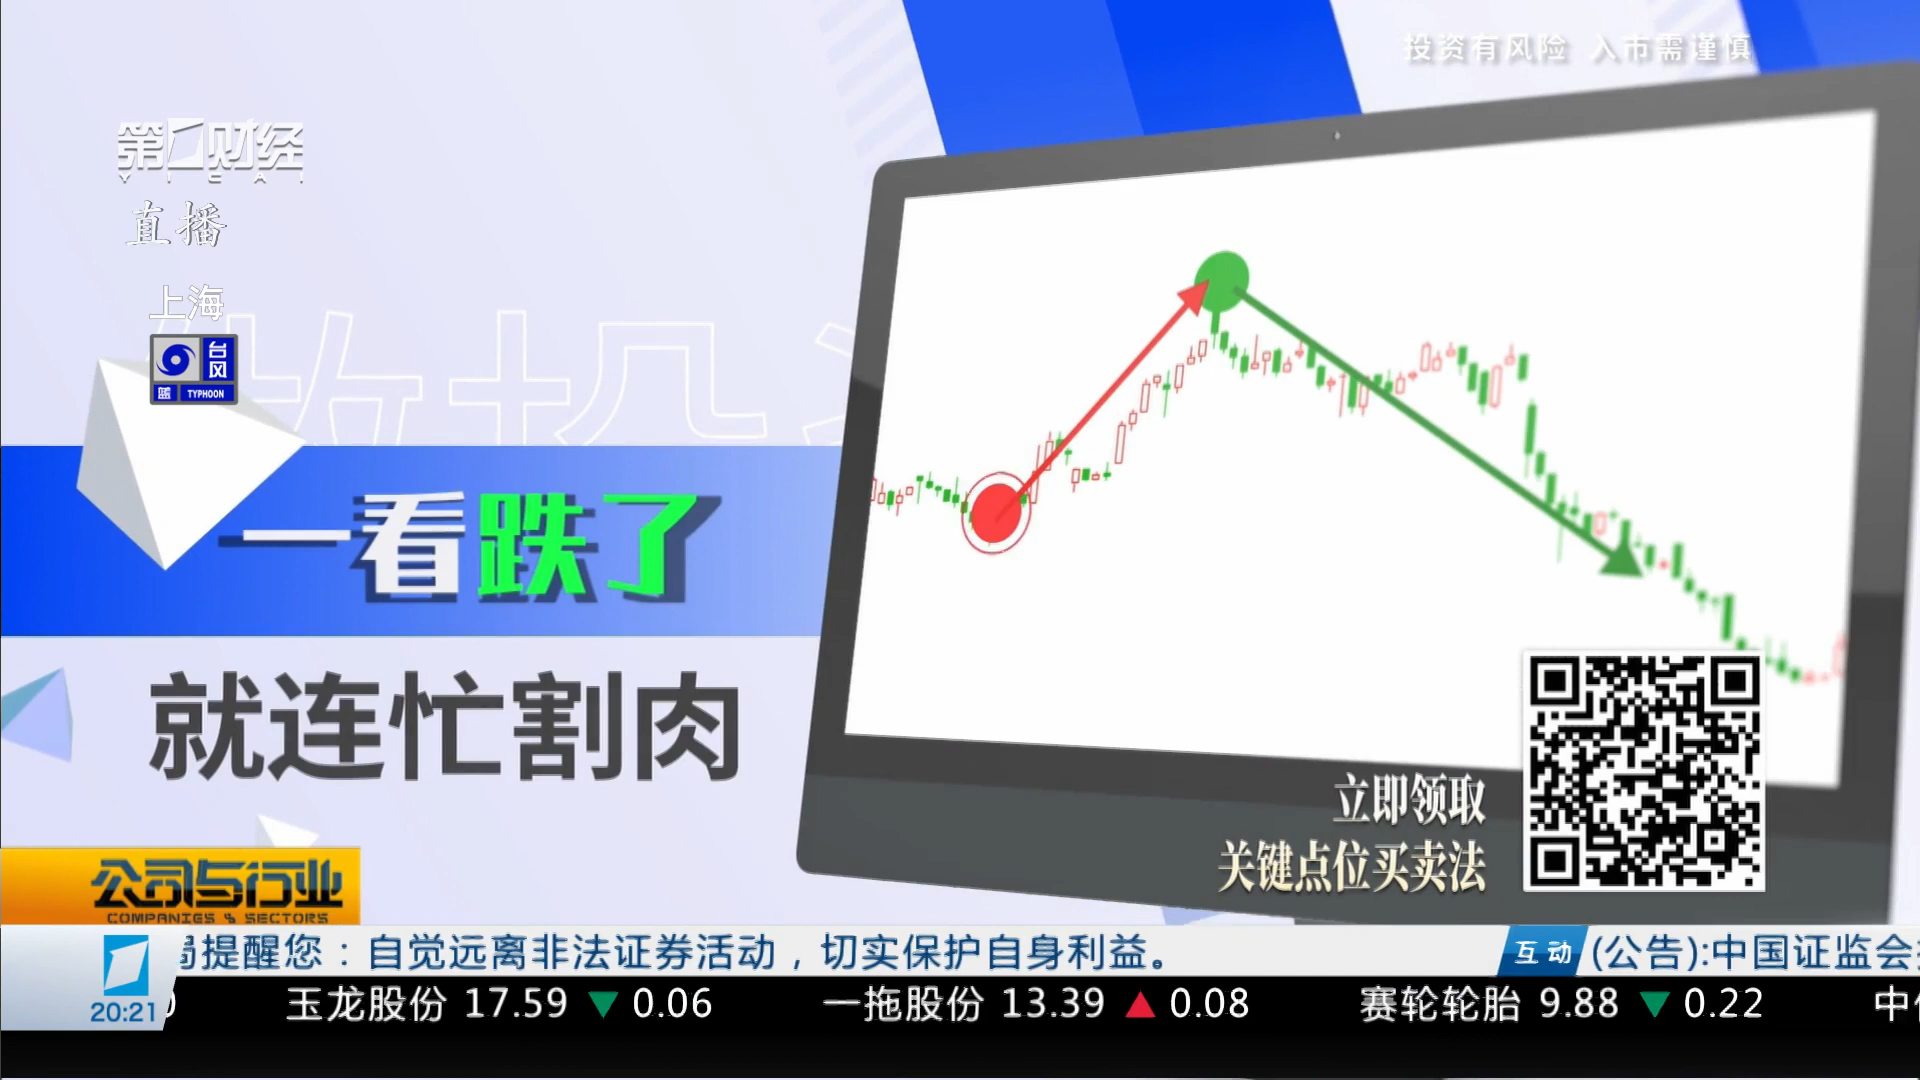 投资有风险 入市需谨慎
第1财经
YICAI
直播
上海
台风
蓝 TYPHOON
一看跌了
就连忙割肉
立即领取
关键点位买卖法
公司与行业
COMPANIES & SECTORS
局提醒您：自觉远离非法证券活动，切实保护自身利益。 互动 (公告):中国证监会
20:21
玉龙股份 17.59 ▼ 0.06 一拖股份 13.39 ▲ 0.08 赛轮轮胎 9.88 ▼ 0.22